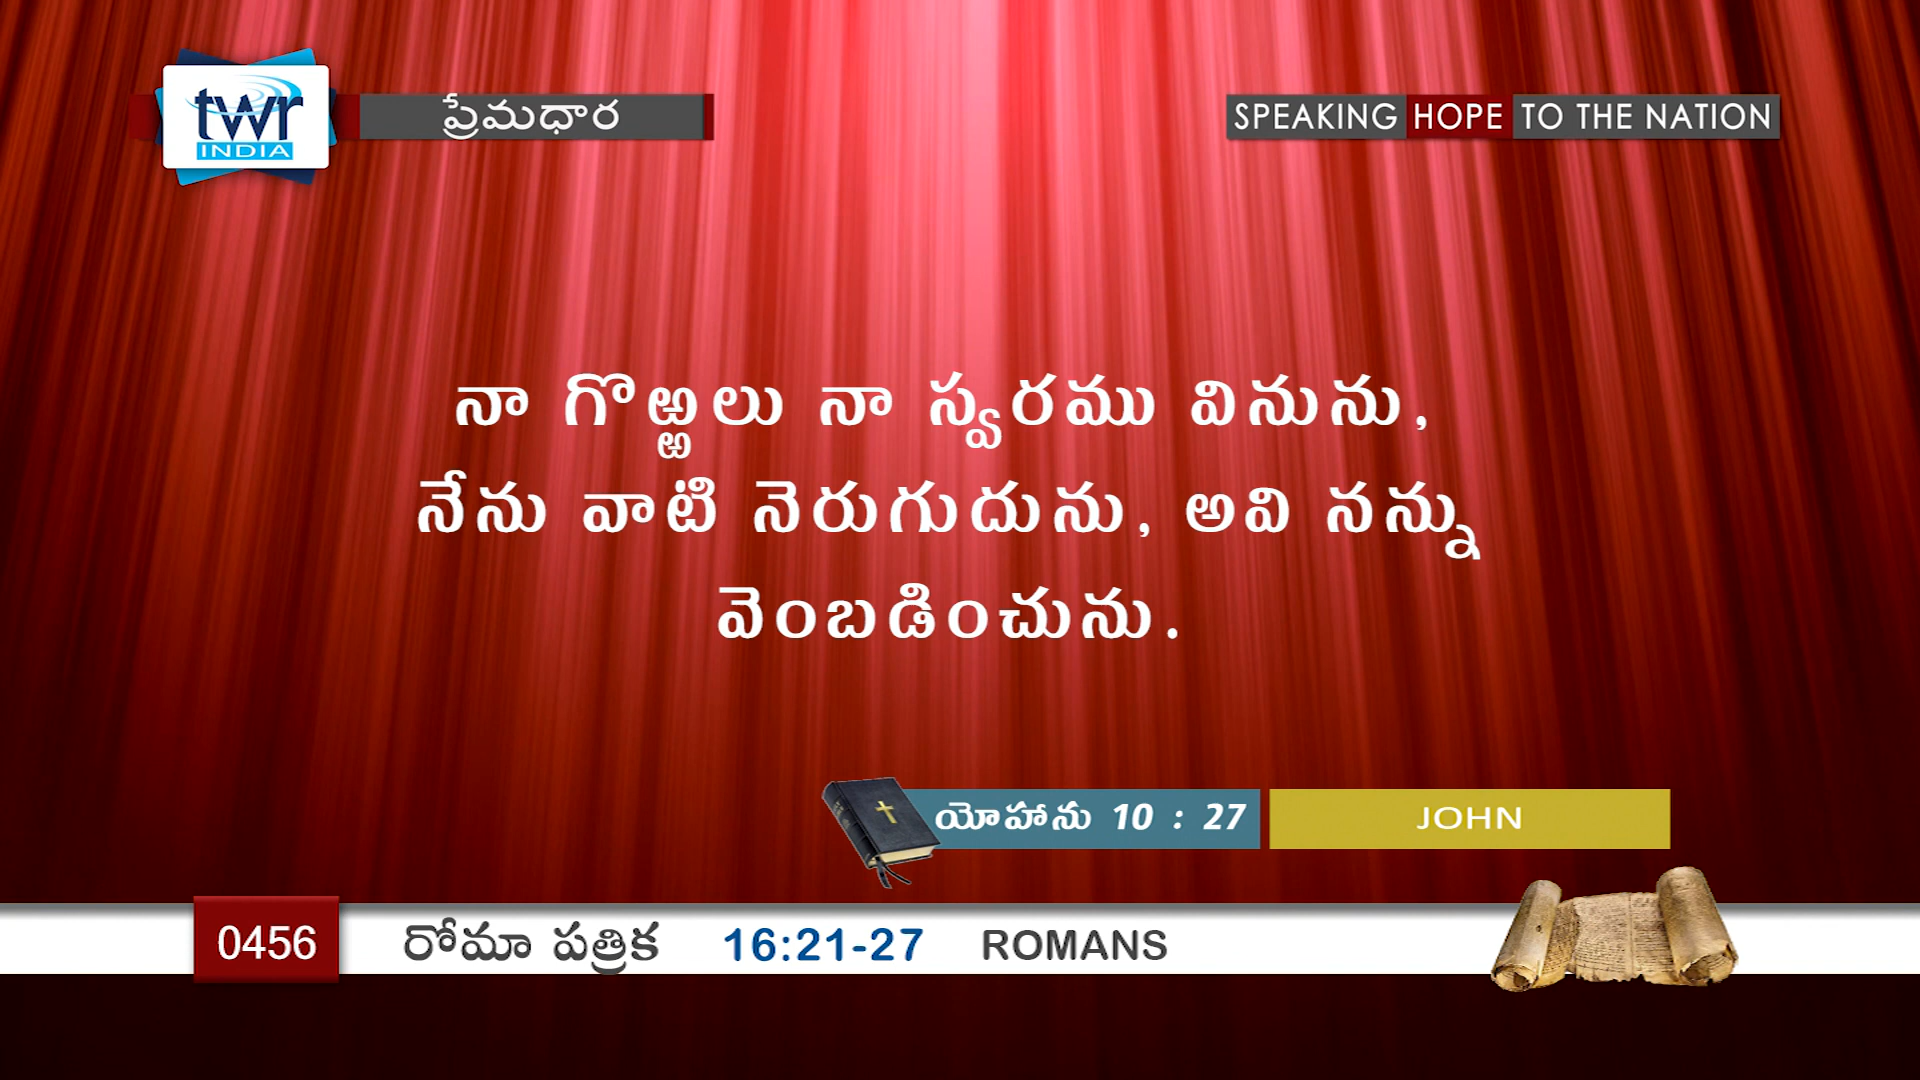 twr
INDIA
ప్రేమధార
SPEAKING HOPE TO THE NATION
నా గొఱ్ఱలు నా స్వరము వినును,
నేను వాటి నెరుగుదును, అవి నన్ను
వెంబడించును.
యోహాను 10 : 27
JOHN
0456
రోమా పత్రిక 16:21-27 ROMANS